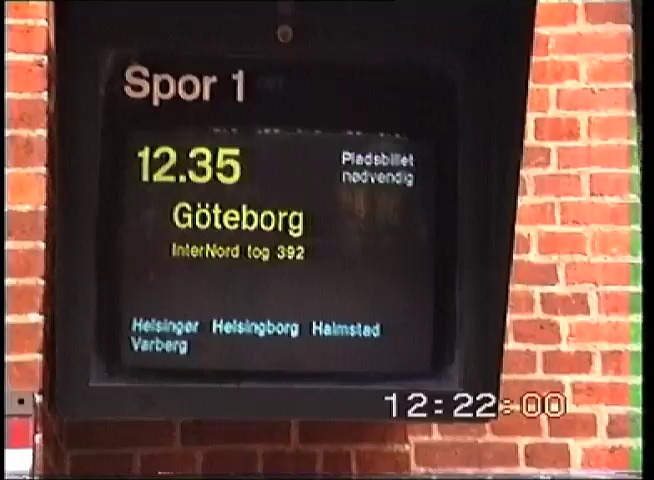 Spor 1
12.35
Pladsbillet
nødvendig
Göteborg
InterNord tog 392
Helsingør Helsingborg Halmstad
Varberg
12:22:00